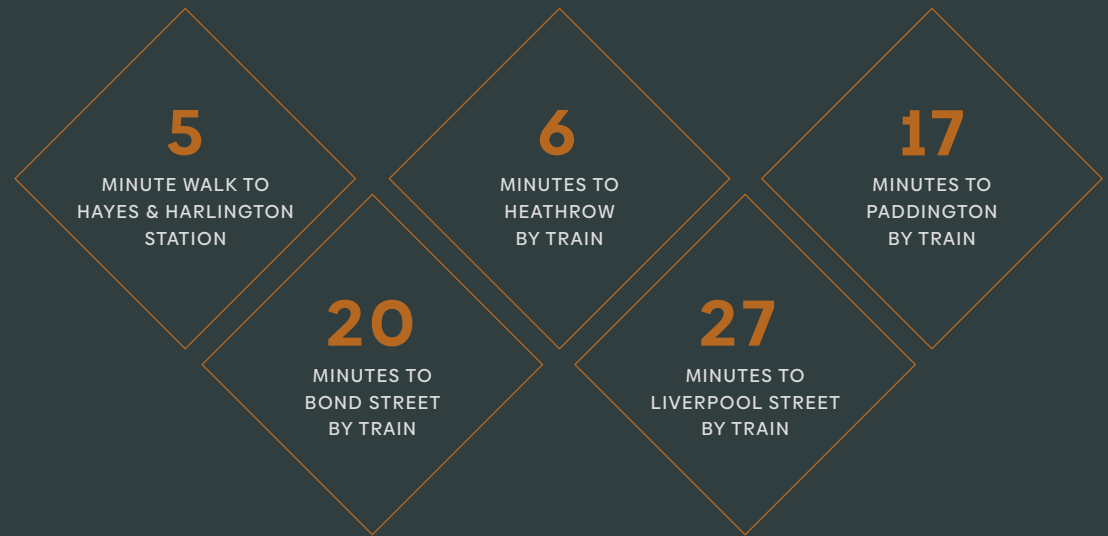 5
MINUTE WALK TO
HAYES & HARLINGTON
STATION
6
MINUTES TO
HEATHROW
BY TRAIN
17
MINUTES TO
PADDINGTON
BY TRAIN
20
MINUTES TO
BOND STREET
BY TRAIN
27
MINUTES TO
LIVERPOOL STREET
BY TRAIN